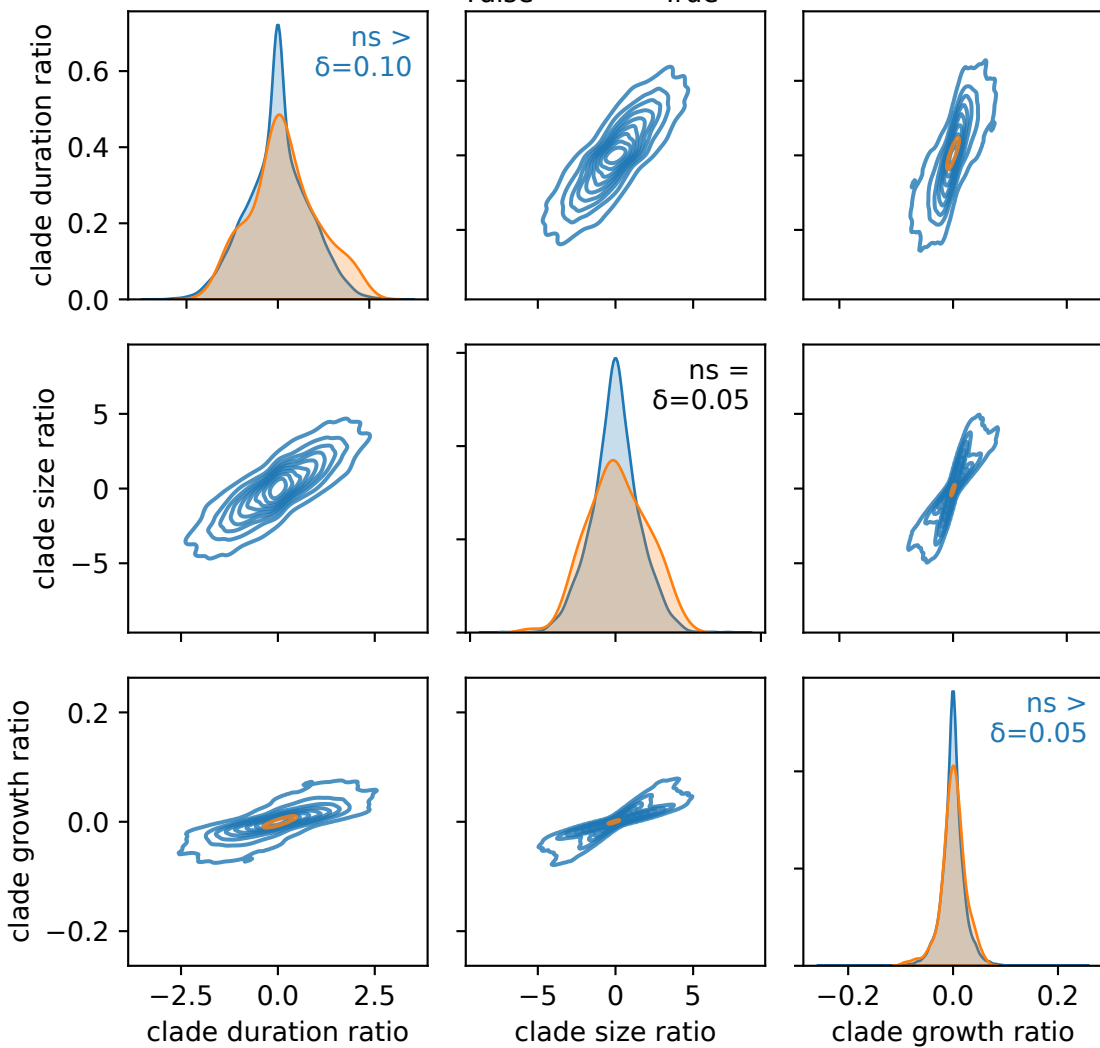 clade duration ratio
0.6
0.4
0.2
0.0
ns >
δ=0.10
clade size ratio
5
0
−5
ns =
δ=0.05
clade growth ratio
0.2
0.0
−0.2
ns >
δ=0.05
−2.5 0.0 2.5
−5 0 5
−0.2 0.0 0.2
clade duration ratio
clade size ratio
clade growth ratio